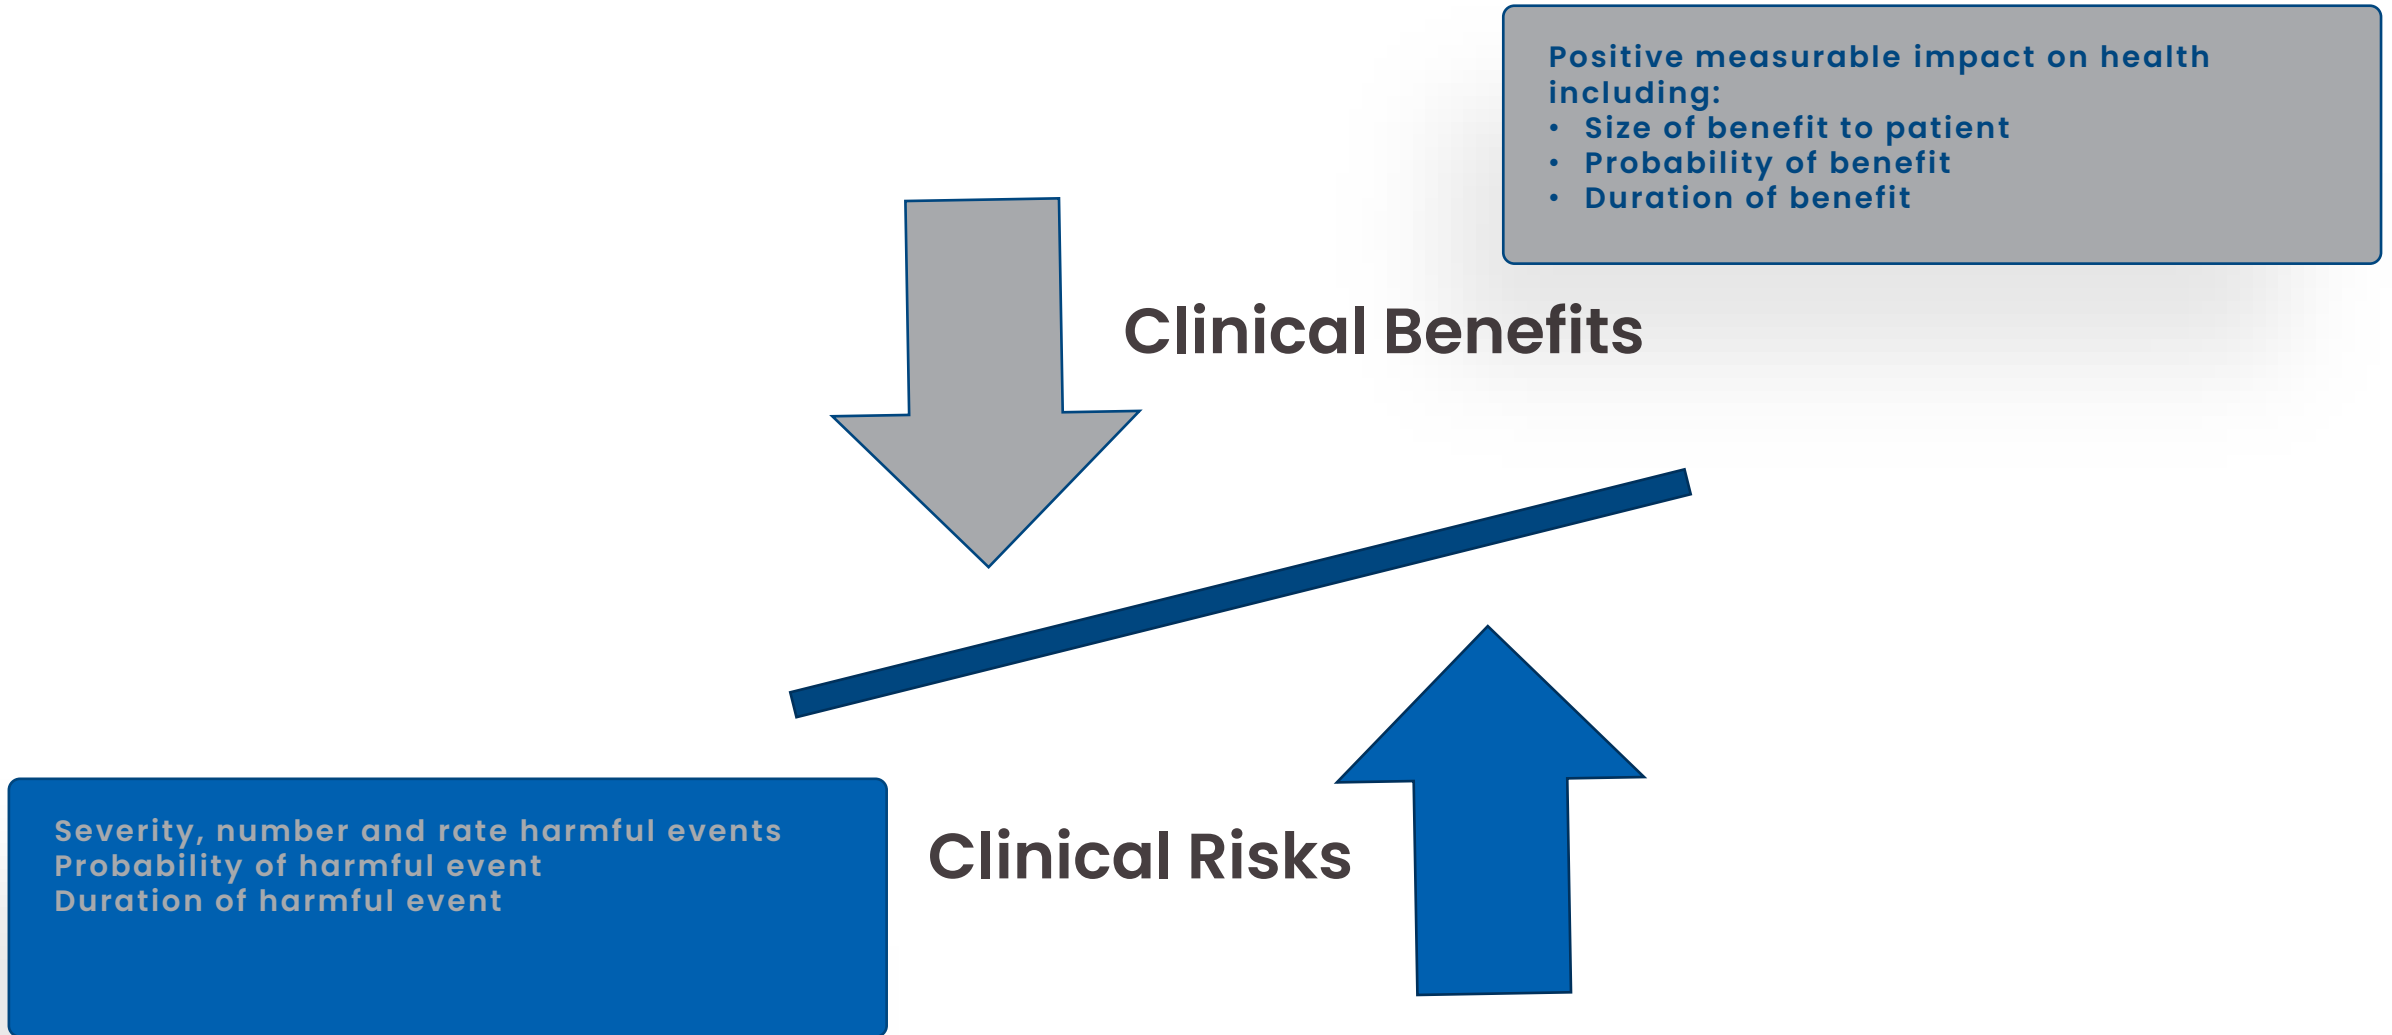 Positive measurable impact on health
including:
• Size of benefit to patient
• Probability of benefit
• Duration of benefit
Clinical Benefits
Severity, number and rate harmful events
Probability of harmful event
Duration of harmful event
Clinical Risks